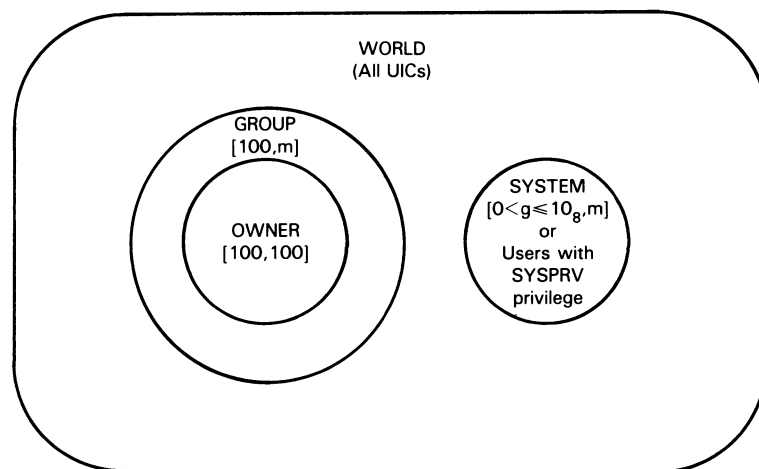 WORLD
(All UICs)
GROUP
[100,m]
OWNER
[100,100]
SYSTEM
[0<g≤10₈,m]
or
Users with
SYSPRV
privilege